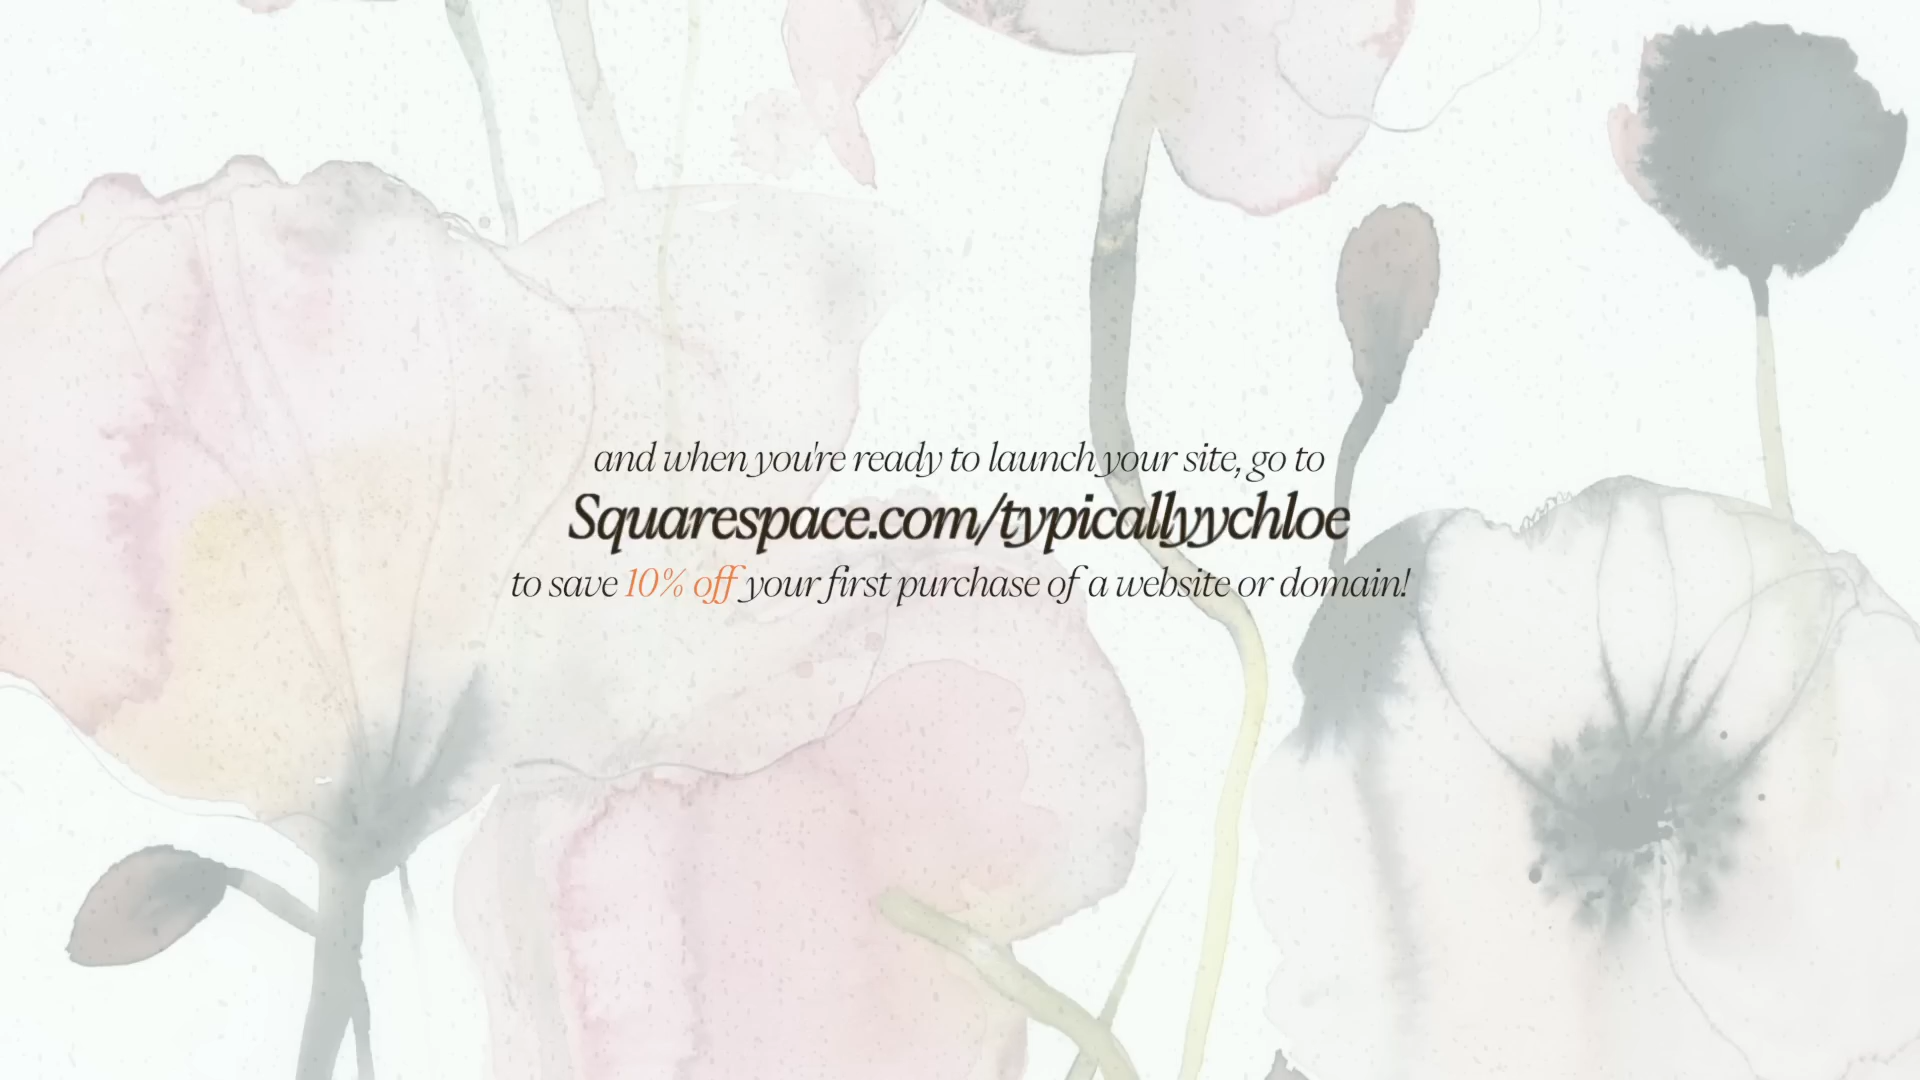 and when you're ready to launch your site, go to
Squarespace.com/typicallyychloe
to save 10% off your first purchase of a website or domain!